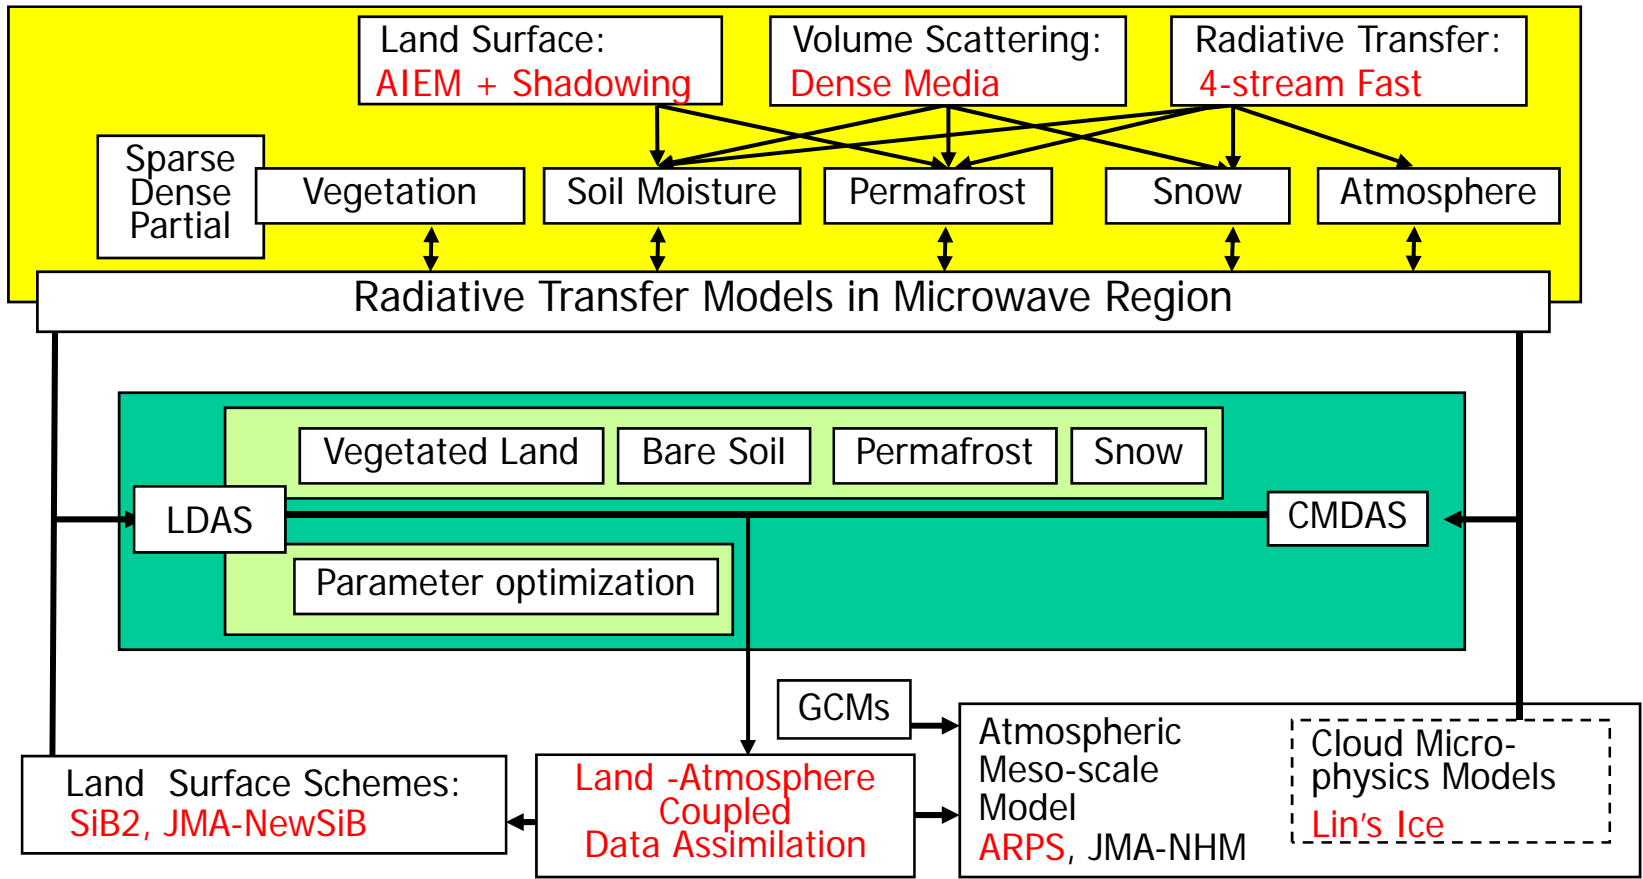 Land Surface:
AIEM + Shadowing
Volume Scattering:
Dense Media
Radiative Transfer:
4-stream Fast
Sparse
Dense
Partial
Vegetation
Soil Moisture
Permafrost
Snow
Atmosphere
Radiative Transfer Models in Microwave Region
Vegetated Land
Bare Soil
Permafrost
Snow
LDAS
CMDAS
Parameter optimization
GCMs
Land Surface Schemes:
SiB2, JMA-NewSiB
Land -Atmosphere
Coupled
Data Assimilation
Atmospheric
Meso-scale
Model
ARPS, JMA-NHM
Cloud Micro-
physics Models
Lin's Ice